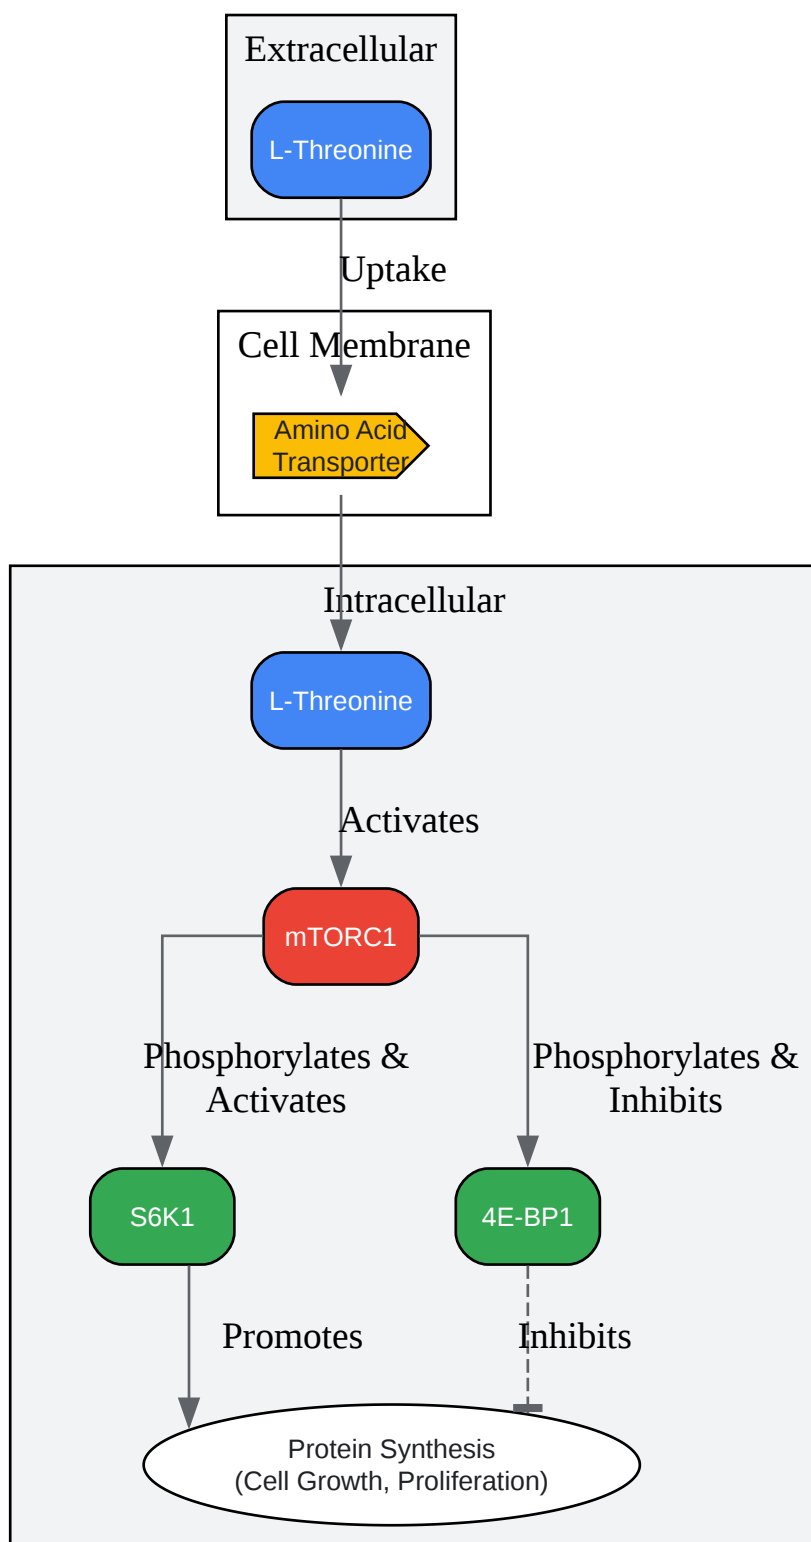 Extracellular
L-Threonine
Uptake
Cell Membrane
Amino Acid
Transporter
Intracellular
L-Threonine
Activates
mTORC1
Phosphorylates &
Activates
Phosphorylates &
Inhibits
S6K1
4E-BP1
Promotes
Inhibits
Protein Synthesis
(Cell Growth, Proliferation)